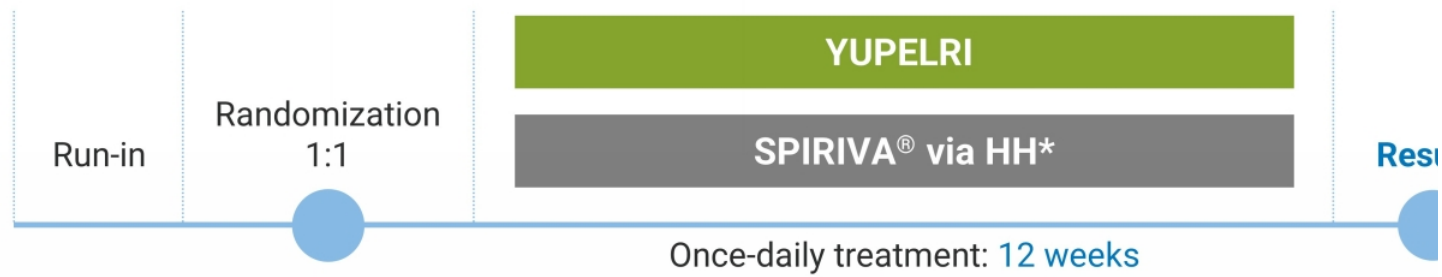 YUPELRI
Randomization
Run-in
1:1
SPIRIVA® via HH*
Once-daily treatment: 12 weeks